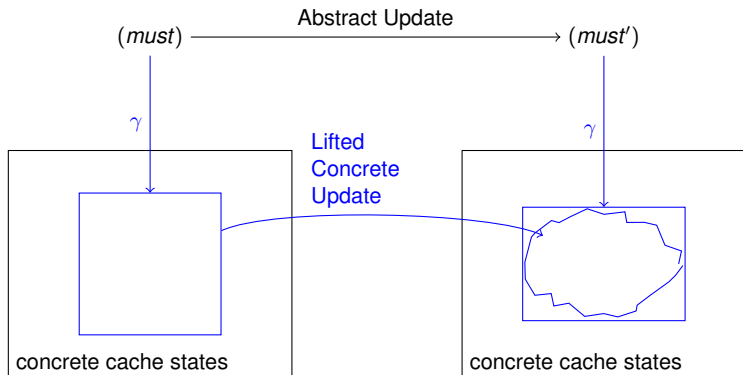 Abstract Update
(must)
(must′)
γ
γ
Lifted
Concrete
Update
concrete cache states
concrete cache states